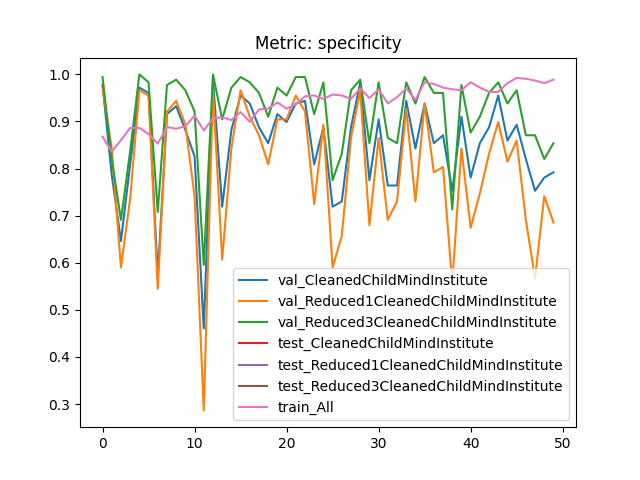 Metric: specificity
1.0
0.9
0.8
0.7
0.6
0.5
0.4
0.3
0
10
20
30
40
50
val_CleanedChildMindInstitute
val_Reduced1CleanedChildMindInstitute
val_Reduced3CleanedChildMindInstitute
test_CleanedChildMindInstitute
test_Reduced1CleanedChildMindInstitute
test_Reduced3CleanedChildMindInstitute
train_All